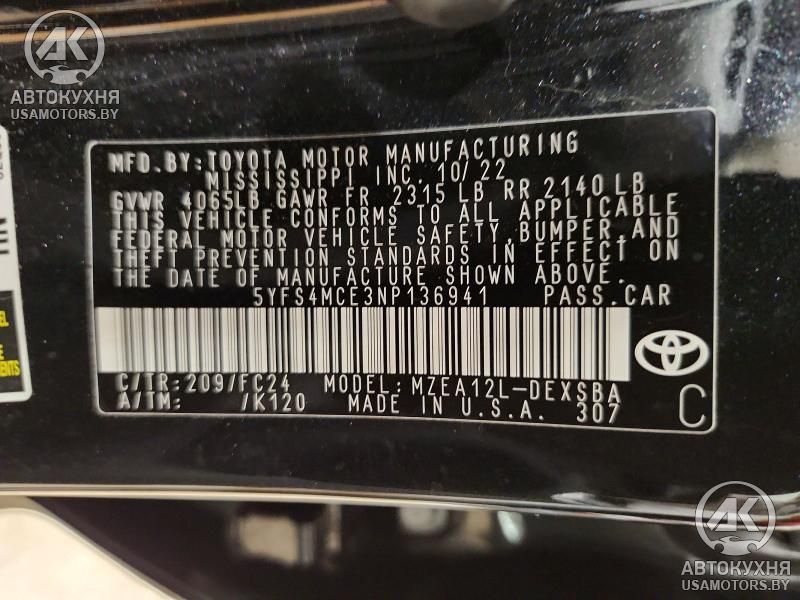 АК
АВТОКУХНЯ
USAMOTORS.BY
MFD.BY:TOYOTA MOTOR MANUFACTURING
MISSISSIPPI INC. 10/22
GVWR 4065LB GAWR FR 2315 LB RR 2140 LB
THIS VEHICLE CONFORMS TO ALL APPLICABLE
FEDERAL MOTOR VEHICLE SAFETY,BUMPER,AND
THEFT PREVENTION STANDARDS IN EFFECT ON
THE DATE OF MANUFACTURE SHOWN ABOVE.
5YFS4MCE3NP136941 PASS.CAR
C/TR:209/FC24 MODEL:MZEA12L-DEXSBA
A/TM: /K120 MADE IN U.S.A. 307
C
АК
АВТОКУХНЯ
USAMOTORS.BY